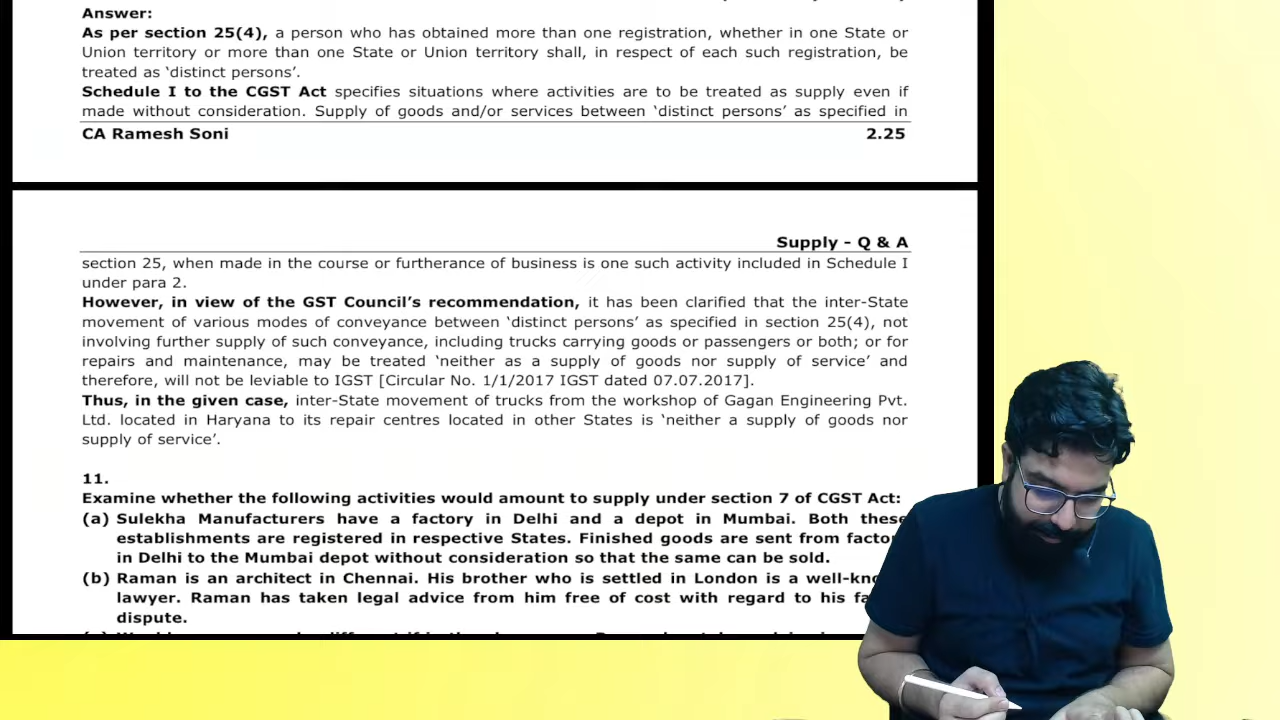 Answer:
As per section 25(4), a person who has obtained more than one registration, whether in one State or
Union territory or more than one State or Union territory shall, in respect of each such registration, be
treated as ‘distinct persons’.
Schedule I to the CGST Act specifies situations where activities are to be treated as supply even if
made without consideration. Supply of goods and/or services between ‘distinct persons’ as specified in
CA Ramesh Soni 2.25
Supply - Q & A
section 25, when made in the course or furtherance of business is one such activity included in Schedule I
under para 2.
However, in view of the GST Council’s recommendation, it has been clarified that the inter-State
movement of various modes of conveyance between ‘distinct persons’ as specified in section 25(4), not
involving further supply of such conveyance, including trucks carrying goods or passengers or both; or for
repairs and maintenance, may be treated ‘neither as a supply of goods nor supply of service’ and
therefore, will not be leviable to IGST [Circular No. 1/1/2017 IGST dated 07.07.2017].
Thus, in the given case, inter-State movement of trucks from the workshop of Gagan Engineering Pvt.
Ltd. located in Haryana to its repair centres located in other States is ‘neither a supply of goods nor
supply of service’.
11.
Examine whether the following activities would amount to supply under section 7 of CGST Act:
(a) Sulekha Manufacturers have a factory in Delhi and a depot in Mumbai. Both these
establishments are registered in respective States. Finished goods are sent from
in Delhi to the Mumbai depot without consideration so that the same can be sold.
(b) Raman is an architect in Chennai. His brother who is settled in London is a
lawyer. Raman has taken legal advice from him free of cost with regard to his
dispute.